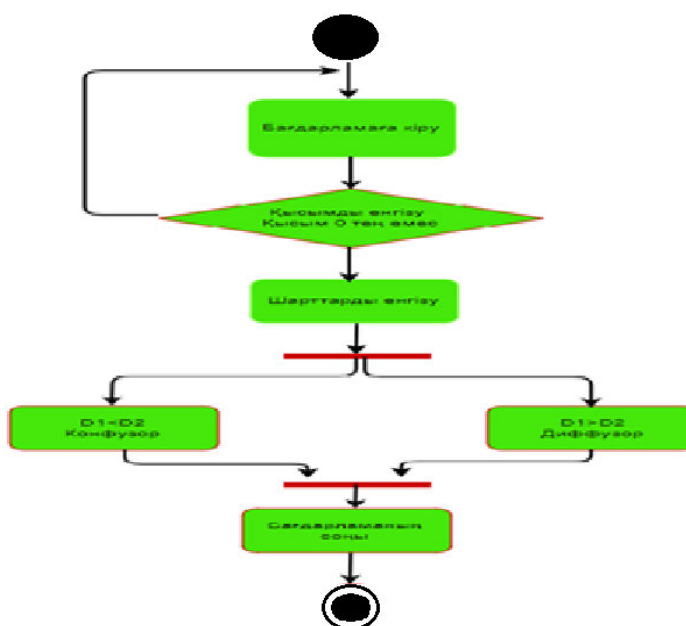 Бағдарламаға кіру
Қысымды енгізу
Қысым 0 тең емес
Шарттарды енгізу
D1<D2
Конфузор
D1>D2
Диффузор
Бағдарламаның
соңы